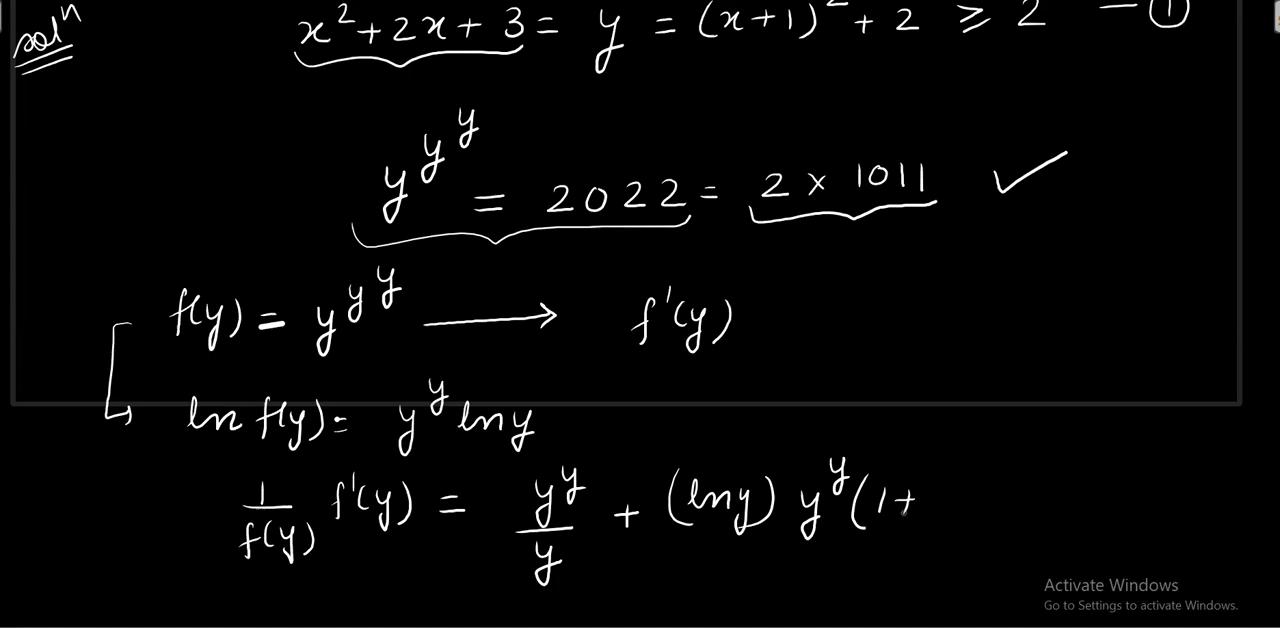 solⁿ x² + 2x + 3 = y = (x+1)² + 2 ≥ 2 — ①
y^y^y = 2022 = 2 × 1011 ✓
f(y) = y^y^y ⟶ f'(y)
ln f(y) = y^y ln y
1/f(y) f'(y) = y^y/y + (ln y) y^y (1+
Activate Windows
Go to Settings to activate Windows.